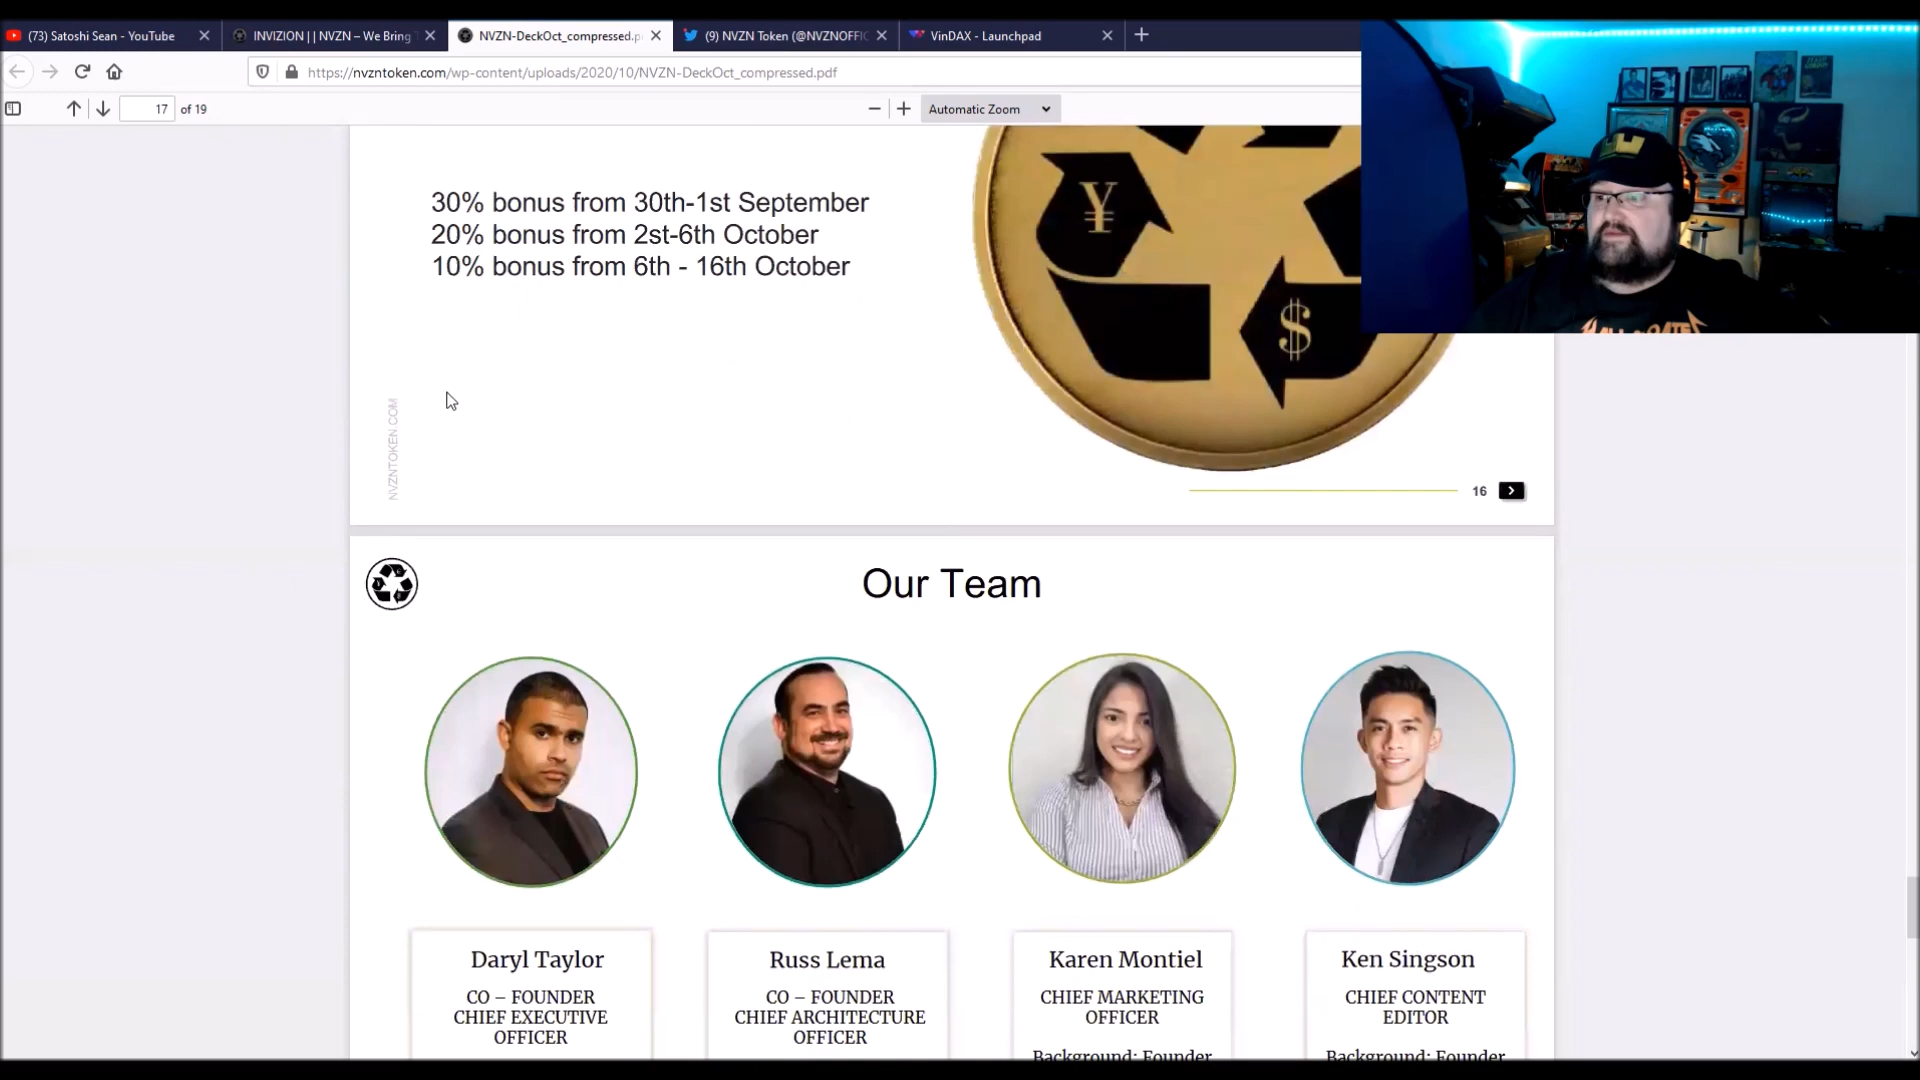 (73) Satoshi Sean - YouTube
INVIZION | | NVZN – We Bring
NVZN-DeckOct_compressed.p
(9) NVZN Token (@NVZNOFFIC
VinDAX - Launchpad
https://nvzntoken.com/wp-content/uploads/2020/10/NVZN-DeckOct_compressed.pdf
17 of 19
Automatic Zoom
30% bonus from 30th-1st September
20% bonus from 2st-6th October
10% bonus from 6th - 16th October
¥
$
NVZNTOKEN.COM
16
Our Team
Daryl Taylor
CO – FOUNDER
CHIEF EXECUTIVE
OFFICER
Russ Lema
CO – FOUNDER
CHIEF ARCHITECTURE
OFFICER
Karen Montiel
CHIEF MARKETING
OFFICER
Background: Founder
Ken Singson
CHIEF CONTENT
EDITOR
Background: Founder